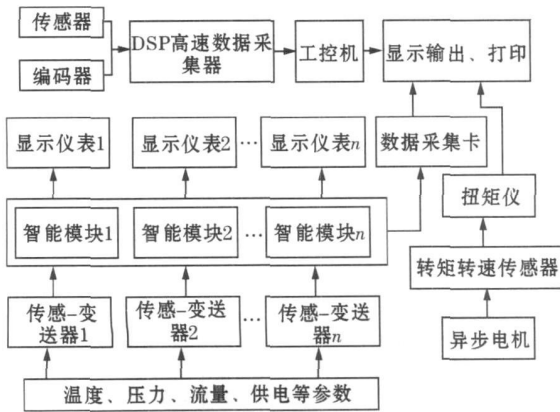 传感器
编码器
DSP高速数据采
集器
工控机
显示输出、打印
显示仪表1
显示仪表2
…
显示仪表n
数据采集卡
扭矩仪
智能模块1
智能模块2
…
智能模块n
转矩转速传感器
传感-变
送器1
传感-变送
器2
…
传感-变送
器n
异步电机
温度、压力、流量、供电等参数